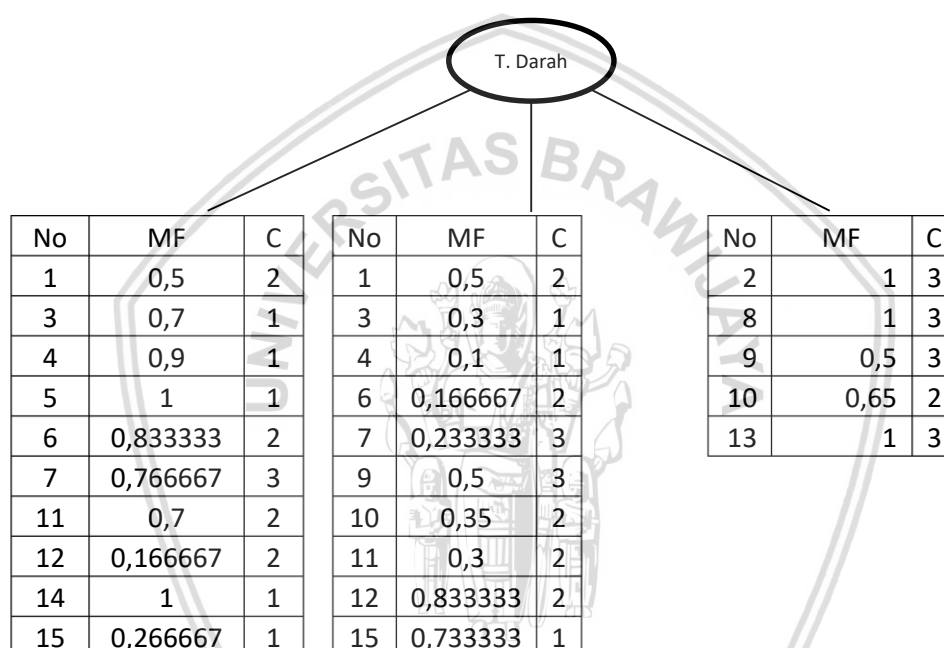 T. Darah
UNIVERSITAS BRAWIJAYA
No MF C
1 0,5 2
3 0,7 1
4 0,9 1
5 1 1
6 0,833333 2
7 0,766667 3
11 0,7 2
12 0,166667 2
14 1 1
15 0,266667 1
No MF C
1 0,5 2
3 0,3 1
4 0,1 1
6 0,166667 2
7 0,233333 3
9 0,5 3
10 0,35 2
11 0,3 2
12 0,833333 2
15 0,733333 1
No MF C
2 1 3
8 1 3
9 0,5 3
10 0,65 2
13 1 3